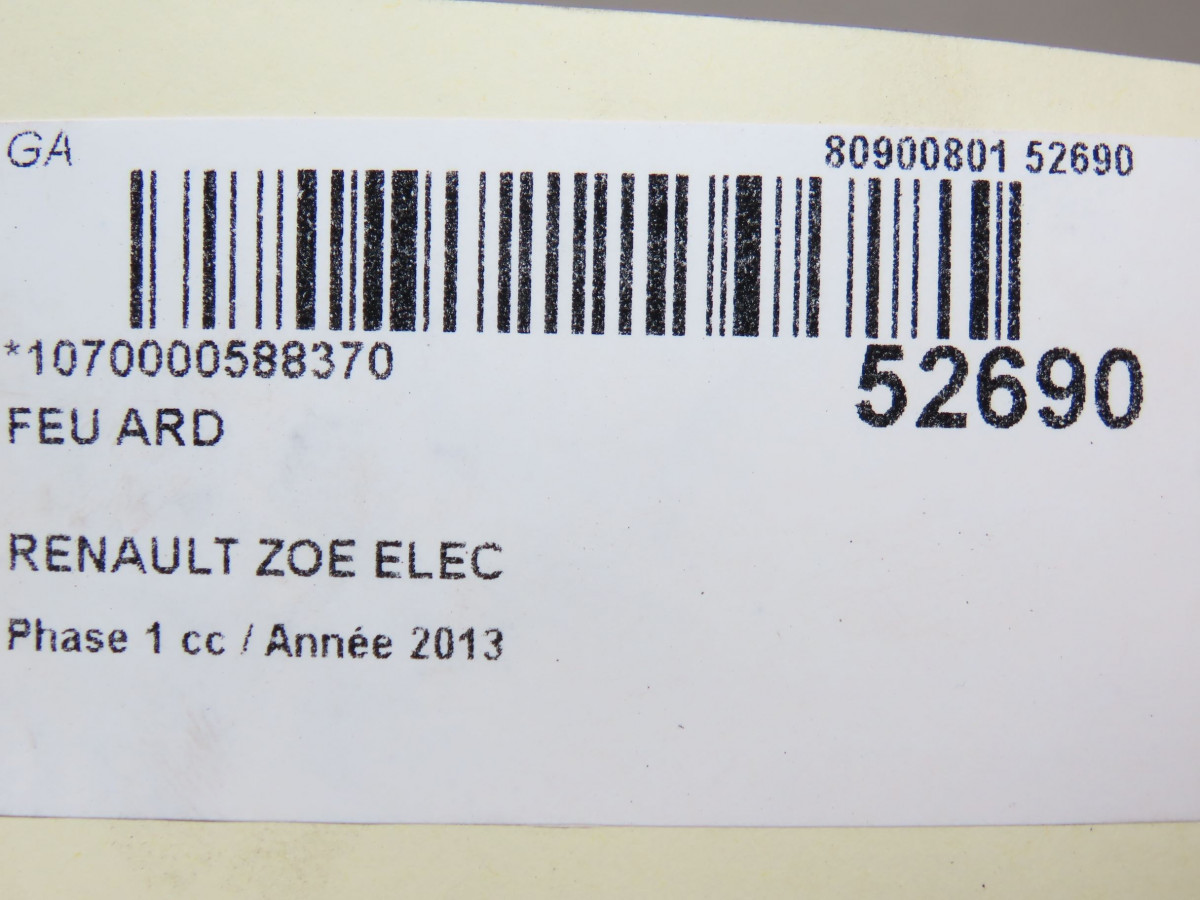 GA
80900801 52690
*1070000588370
52690
FEU ARD
RENAULT ZOE ELEC
Phase 1 cc / Année 2013